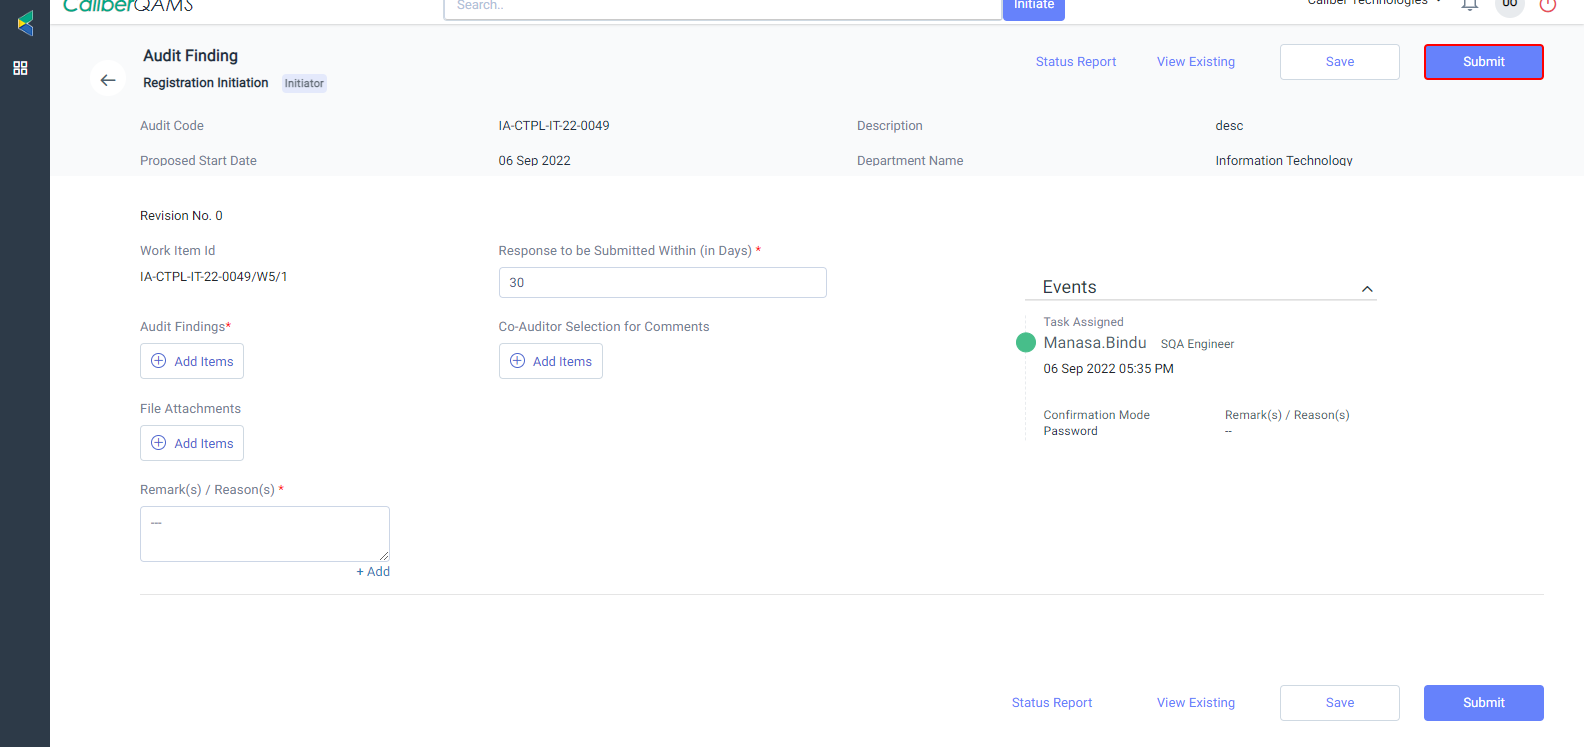 CaliberQAMS
Search..
Initiate
Caliber Technologies
00
Audit Finding
Registration Initiation Initiator
Status Report
View Existing
Save
Submit
Audit Code
IA-CTPL-IT-22-0049
Description
desc
Proposed Start Date
06 Sep 2022
Department Name
Information Technology
Revision No. 0
Work Item Id
IA-CTPL-IT-22-0049/W5/1
Response to be Submitted Within (in Days) *
30
Audit Findings*
Add Items
Co-Auditor Selection for Comments
Add Items
File Attachments
Add Items
Remark(s) / Reason(s) *
---
+ Add
Events
Task Assigned
Manasa.Bindu SQA Engineer
06 Sep 2022 05:35 PM
Confirmation Mode
Password
Remark(s) / Reason(s)
--
Status Report
View Existing
Save
Submit